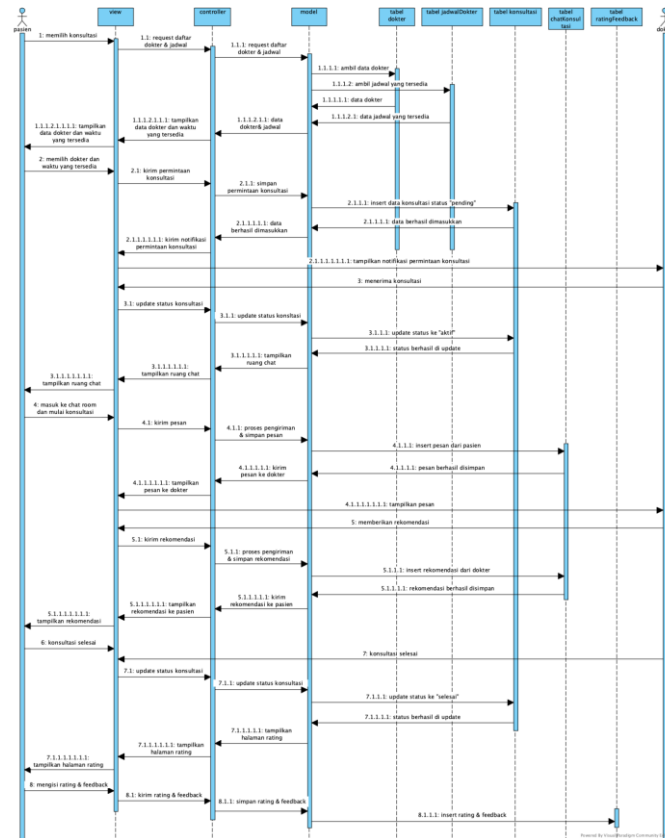 pasien
view
controller
model
tabel
dokter
tabel jadwalDokter
tabel konsultasi
tabel
chatKonsul
tasi
tabel
ratingFeedback
1: memilih konsultasi
1.1: request daftar
dokter & jadwal
1.1.1: request daftar
dokter & jadwal
1.1.1.1: ambil data dokter
1.1.1.2: ambil jadwal yang tersedia
1.1.1.1.1: data dokter
1.1.1.2.1: data jadwal yang tersedia
1.1.1.2.1.1: data
dokter& jadwal
1.1.1.2.1.1.1: tampilkan
data dokter dan waktu
yang tersedia
1.1.1.2.1.1.1.1: tampilkan
data dokter dan waktu
yang tersedia
2: memilih dokter dan
waktu yang tersedia
2.1: kirim permintaan
konsultasi
2.1.1: simpan
permintaan konsultasi
2.1.1.1: insert data konsultasi status "pending"
2.1.1.1.1: data berhasil dimasukkan
2.1.1.1.1.1: data
berhasil dimasukkan
2.1.1.1.1.1.1: kirim notifikasi
permintaan konsultasi
2.1.1.1.1.1.1.1: tampilkan notifikasi permintaan konsultasi
3: menerima konsultasi
3.1: update status konsultasi
3.1.1: update status konsltasi
3.1.1.1: update status ke "aktif"
3.1.1.1.1: status berhasil di update
3.1.1.1.1.1: tampilkan
ruang chat
3.1.1.1.1.1.1:
tampilkan ruang chat
3.1.1.1.1.1.1.1:
tampilkan ruang chat
4: masuk ke chat room
dan mulai konsultasi
4.1: kirim pesan
4.1.1: proses pengiriman
& simpan pesan
4.1.1.1: insert pesan dari pasien
4.1.1.1.1: pesan berhasil disimpan
4.1.1.1.1.1: kirim
pesan ke dokter
4.1.1.1.1.1.1: tampilkan
pesan ke dokter
4.1.1.1.1.1.1.1: tampilkan pesan
5: memberikan rekomendasi
5.1: kirim rekomendasi
5.1.1: proses pengiriman
& simpan rekomendasi
5.1.1.1: insert rekomendasi dari dokter
5.1.1.1.1: rekomendasi berhasil disimpan
5.1.1.1.1.1: kirim
rekomendasi ke pasien
5.1.1.1.1.1.1: tampilkan
rekomendasi ke pasien
5.1.1.1.1.1.1.1:
tampilkan rekomendasi
6: konsultasi selesai
7: konsultasi selesai
7.1: update status konsultasi
7.1.1: update status konsultasi
7.1.1.1: update status ke "selesai"
7.1.1.1.1: status berhasil di update
7.1.1.1.1.1: tampilkan
halaman rating
7.1.1.1.1.1.1: tampilkan
halaman rating
7.1.1.1.1.1.1.1:
tampilkan halaman rating
8: mengisi rating & feedback
8.1: kirim rating & feedback
8.1.1: simpan rating & feedback
8.1.1.1: insert rating & feedback
Powered By Visual Paradigm Community